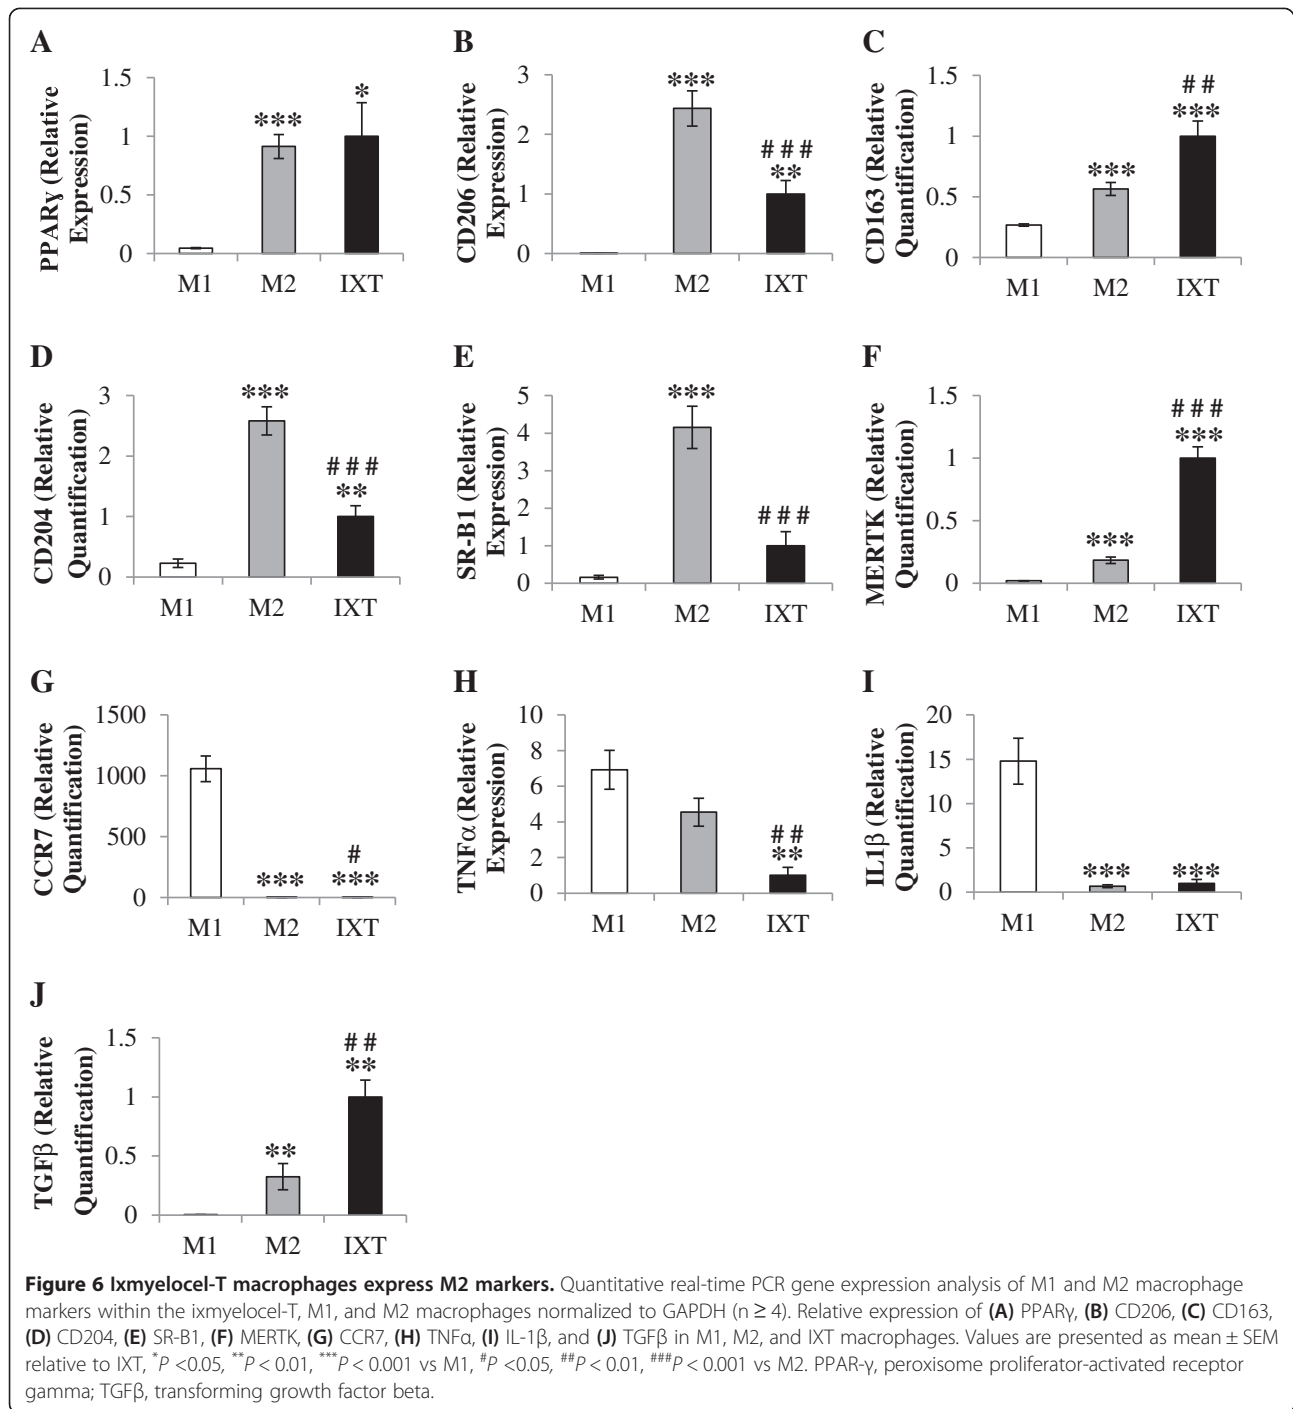 A
PPARγ (Relative
Expression)
1.5
1
0.5
0
***
*
M1
M2
IXT
B
CD206 (Relative
Expression)
3
2
1
0
***
###
**
M1
M2
IXT
C
CD163 (Relative
Quantification)
1.5
1
0.5
0
***
##
***
M1
M2
IXT
D
CD204 (Relative
Quantification)
3
2
1
0
***
###
**
M1
M2
IXT
E
SR-B1 (Relative
Expression)
5
4
3
2
1
0
***
###
M1
M2
IXT
F
MERTK (Relative
Quantification)
1.5
1
0.5
0
***
###
***
M1
M2
IXT
G
CCR7 (Relative
Quantification)
1500
1000
500
0
***
#
***
M1
M2
IXT
H
TNFα (Relative
Expression)
10
8
6
4
2
0
##
**
M1
M2
IXT
I
IL1β (Relative
Quantification)
20
15
10
5
0
***
***
M1
M2
IXT
J
TGFβ (Relative
Quantification)
1.5
1
0.5
0
**
##
**
M1
M2
IXT
Figure 6 Ixmyelocel-T macrophages express M2 markers. Quantitative real-time PCR gene expression analysis of M1 and M2 macrophage
markers within the ixmyelocel-T, M1, and M2 macrophages normalized to GAPDH (n ≥ 4). Relative expression of (A) PPARγ, (B) CD206, (C) CD163,
(D) CD204, (E) SR-B1, (F) MERTK, (G) CCR7, (H) TNFα, (I) IL-1β, and (J) TGFβ in M1, M2, and IXT macrophages. Values are presented as mean ± SEM
relative to IXT, *P <0.05, **P < 0.01, ***P < 0.001 vs M1, #P <0.05, ##P < 0.01, ###P < 0.001 vs M2. PPAR-γ, peroxisome proliferator-activated receptor
gamma; TGFβ, transforming growth factor beta.